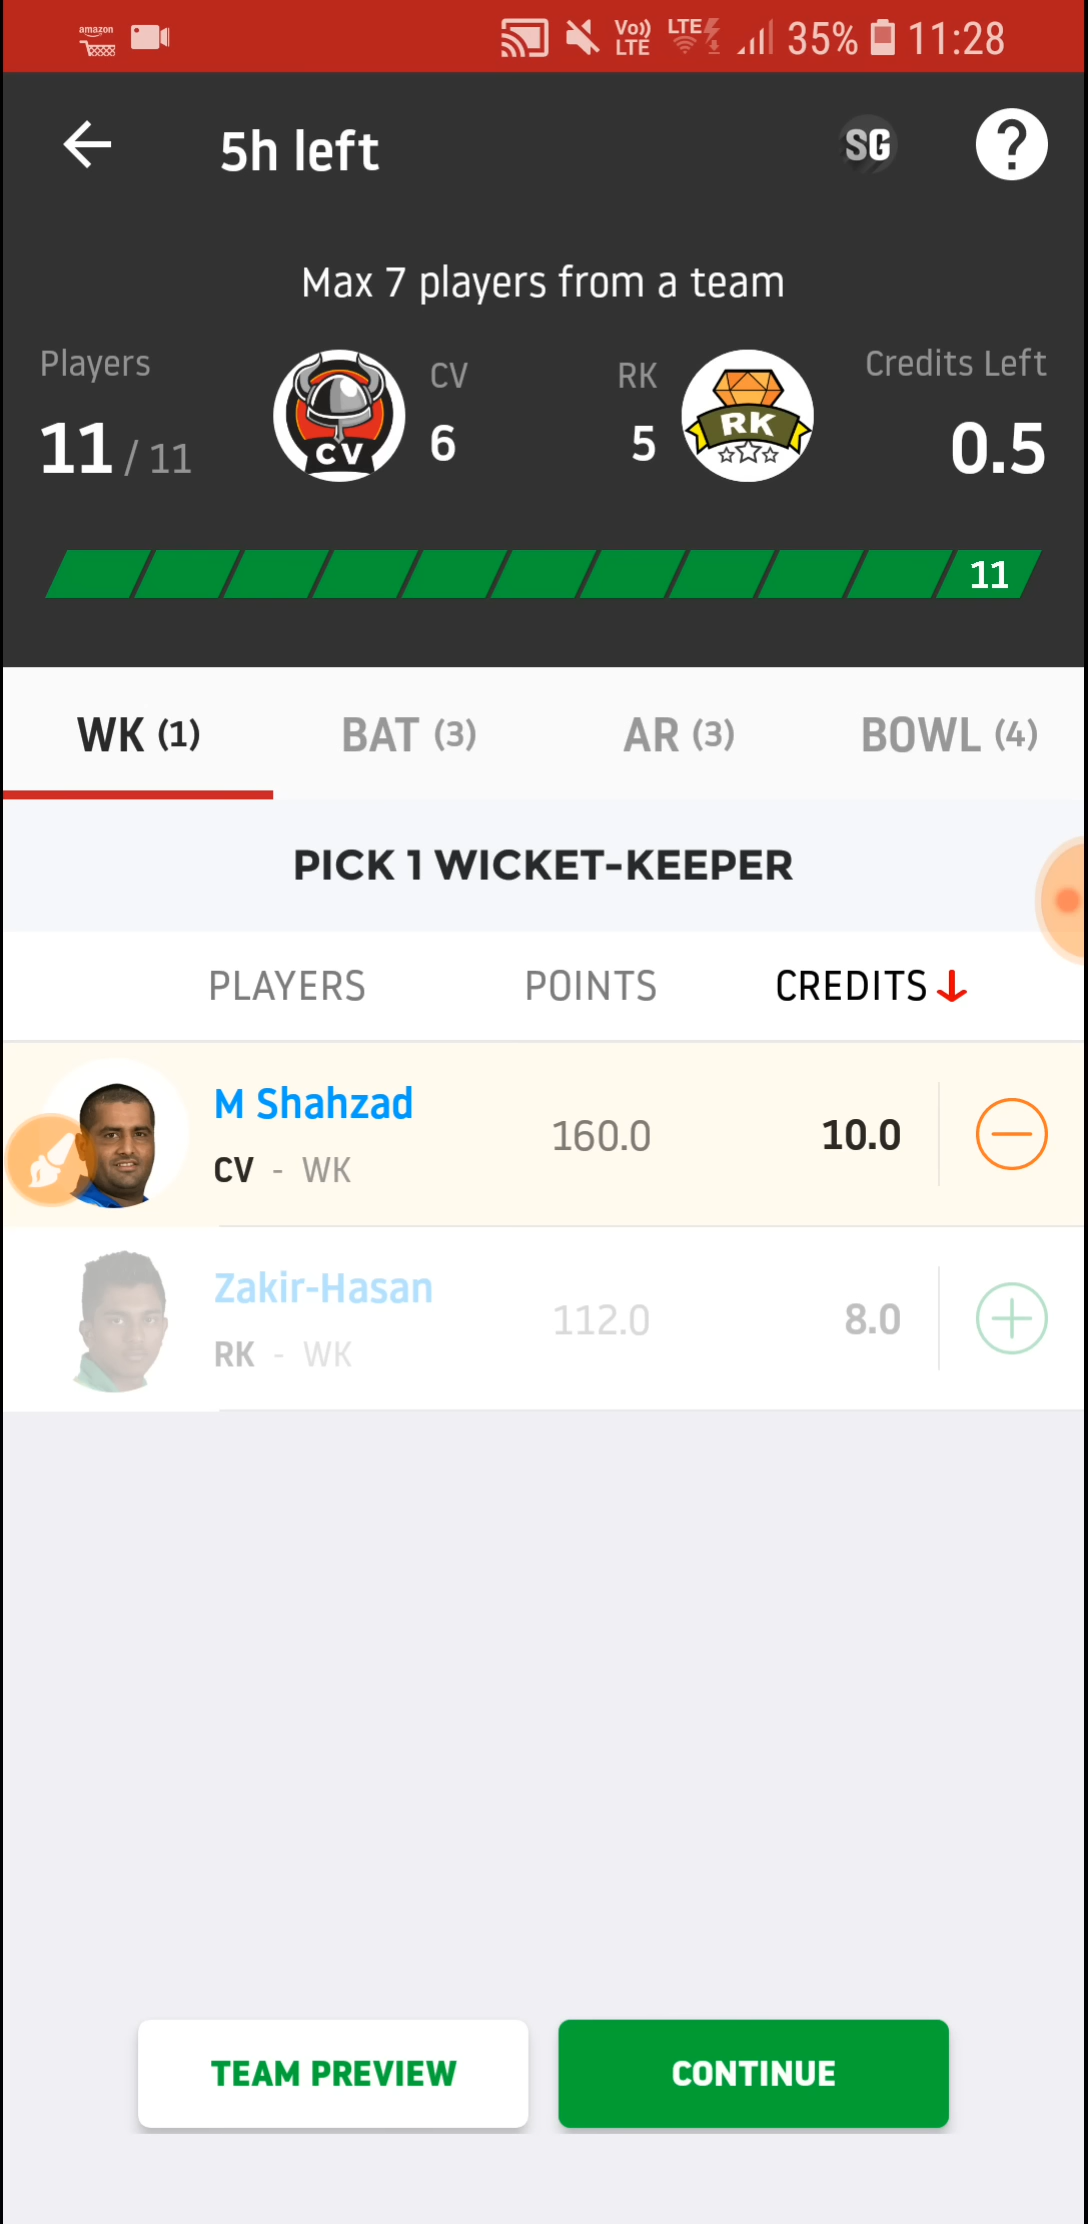 amazon
Vo)) LTE LTE 35% 11:28
5h left SG ?
Max 7 players from a team
Players CV RK Credits Left
11 / 11 6 5 0.5
CV RK
11
WK (1) BAT (3) AR (3) BOWL (4)
PICK 1 WICKET-KEEPER
PLAYERS POINTS CREDITS
M Shahzad 160.0 10.0
CV - WK
Zakir-Hasan 112.0 8.0
RK - WK
TEAM PREVIEW CONTINUE